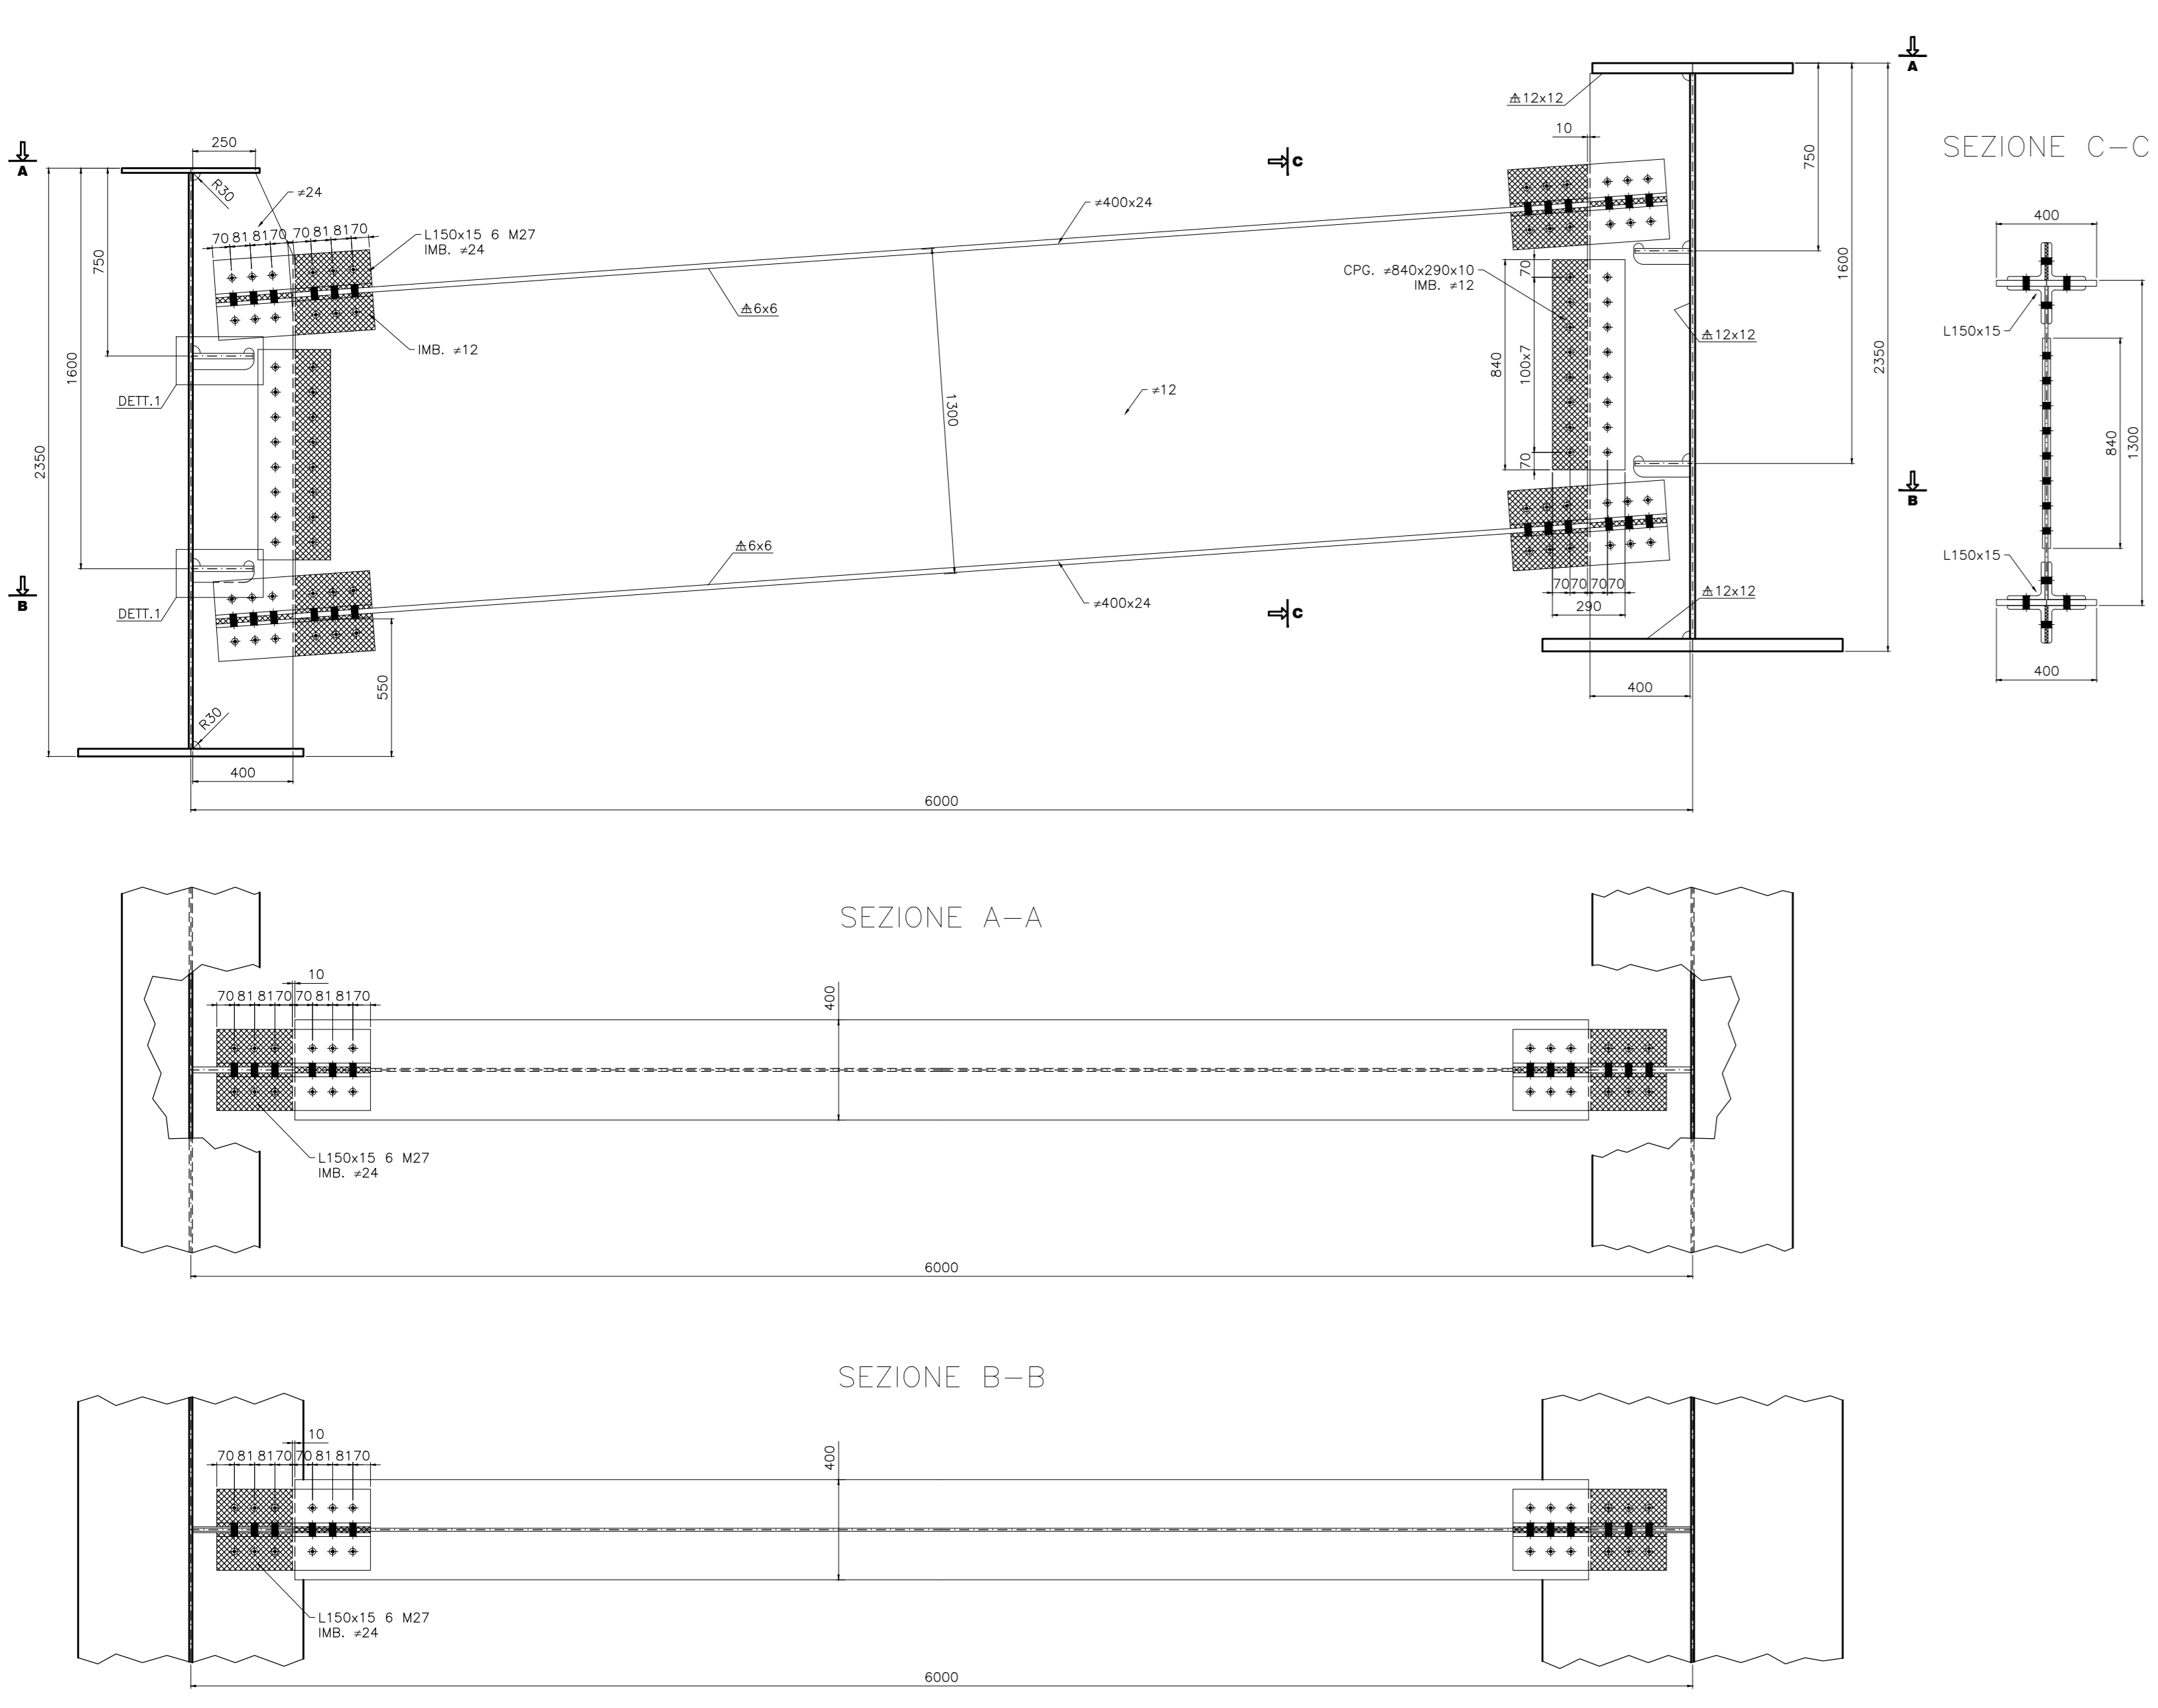 A
A
SEZIONE C-C
⚠12x12
10
250
R30
≠24
C
750
400
70 81 81 70 70 81 81 70
L150x15 6 M27
IMB. ≠24
≠400x24
750
1600
CPG. ≠840x290x10
IMB. ≠12
70
⚠6x6
L150x15
⚠12x12
IMB. ≠12
1600
840
100x7
2350
DETT.1
1300
≠12
840
1300
2350
70
B
⚠6x6
L150x15
DETT.1
B
≠400x24
C
70 70 70 70
290
⚠12x12
550
400
R30
400
400
6000
SEZIONE A-A
10
70 81 81 70 70 81 81 70
400
L150x15 6 M27
IMB. ≠24
6000
SEZIONE B-B
10
70 81 81 70 70 81 81 70
400
L150x15 6 M27
IMB. ≠24
6000